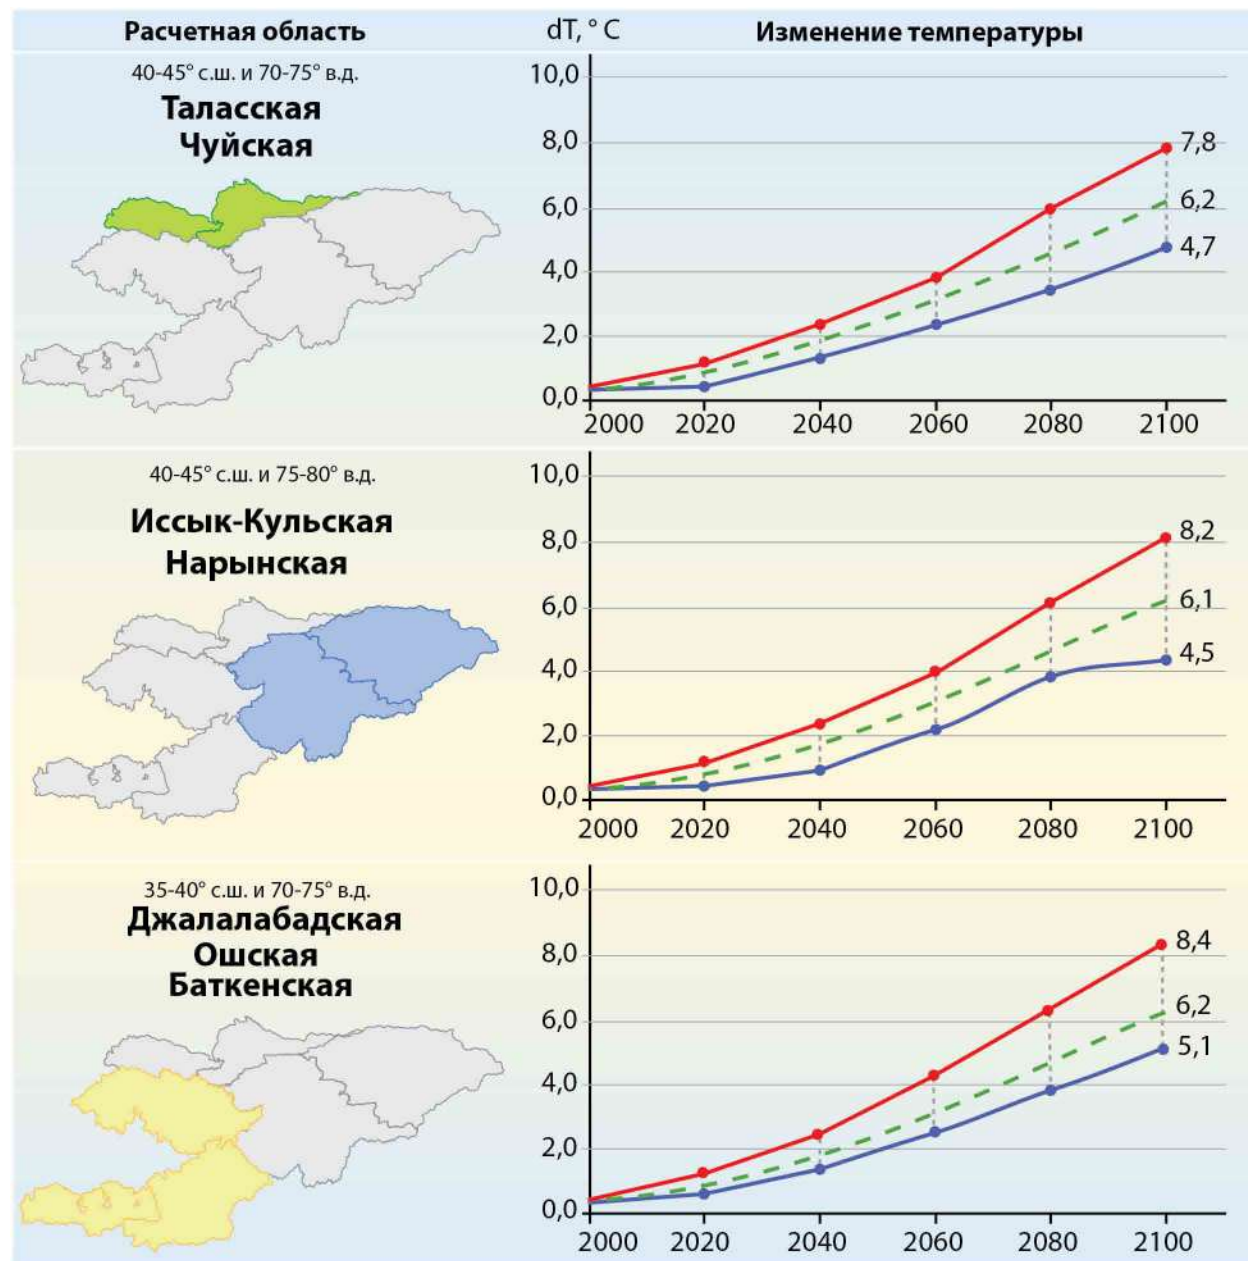 Расчетная область
dT, ° C
Изменение температуры
40-45° с.ш. и 70-75° в.д.
Таласская
Чуйская
10,0
8,0
6,0
4,0
2,0
0,0
7,8
6,2
4,7
2000 2020 2040 2060 2080 2100
40-45° с.ш. и 75-80° в.д.
Иссык-Кульская
Нарынская
10,0
8,0
6,0
4,0
2,0
0,0
8,2
6,1
4,5
2000 2020 2040 2060 2080 2100
35-40° с.ш. и 70-75° в.д.
Джалалабадская
Ошская
Баткенская
10,0
8,0
6,0
4,0
2,0
0,0
8,4
6,2
5,1
2000 2020 2040 2060 2080 2100